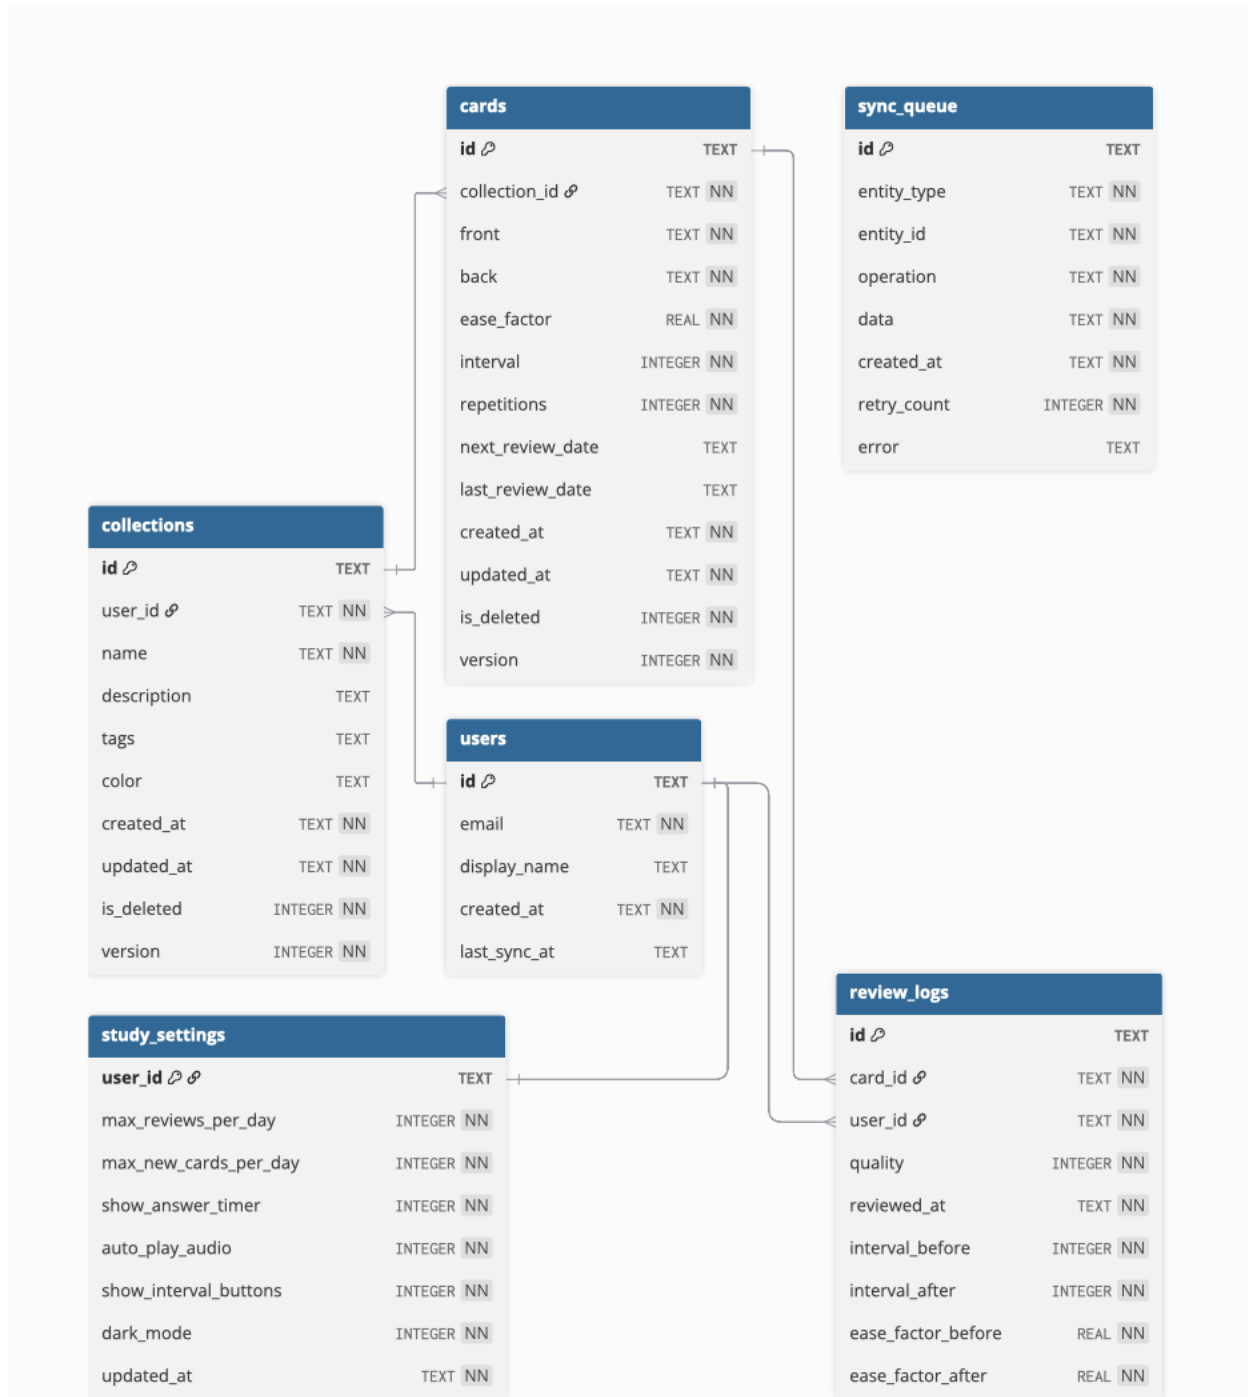 cards
id TEXT
collection_id TEXT NN
front TEXT NN
back TEXT NN
ease_factor REAL NN
interval INTEGER NN
repetitions INTEGER NN
next_review_date TEXT
last_review_date TEXT
created_at TEXT NN
updated_at TEXT NN
is_deleted INTEGER NN
version INTEGER NN
sync_queue
id TEXT
entity_type TEXT NN
entity_id TEXT NN
operation TEXT NN
data TEXT NN
created_at TEXT NN
retry_count INTEGER NN
error TEXT
collections
id TEXT
user_id TEXT NN
name TEXT NN
description TEXT
tags TEXT
color TEXT
created_at TEXT NN
updated_at TEXT NN
is_deleted INTEGER NN
version INTEGER NN
users
id TEXT
email TEXT NN
display_name TEXT
created_at TEXT NN
last_sync_at TEXT
study_settings
user_id TEXT
max_reviews_per_day INTEGER NN
max_new_cards_per_day INTEGER NN
show_answer_timer INTEGER NN
auto_play_audio INTEGER NN
show_interval_buttons INTEGER NN
dark_mode INTEGER NN
updated_at TEXT NN
review_logs
id TEXT
card_id TEXT NN
user_id TEXT NN
quality INTEGER NN
reviewed_at TEXT NN
interval_before INTEGER NN
interval_after INTEGER NN
ease_factor_before REAL NN
ease_factor_after REAL NN